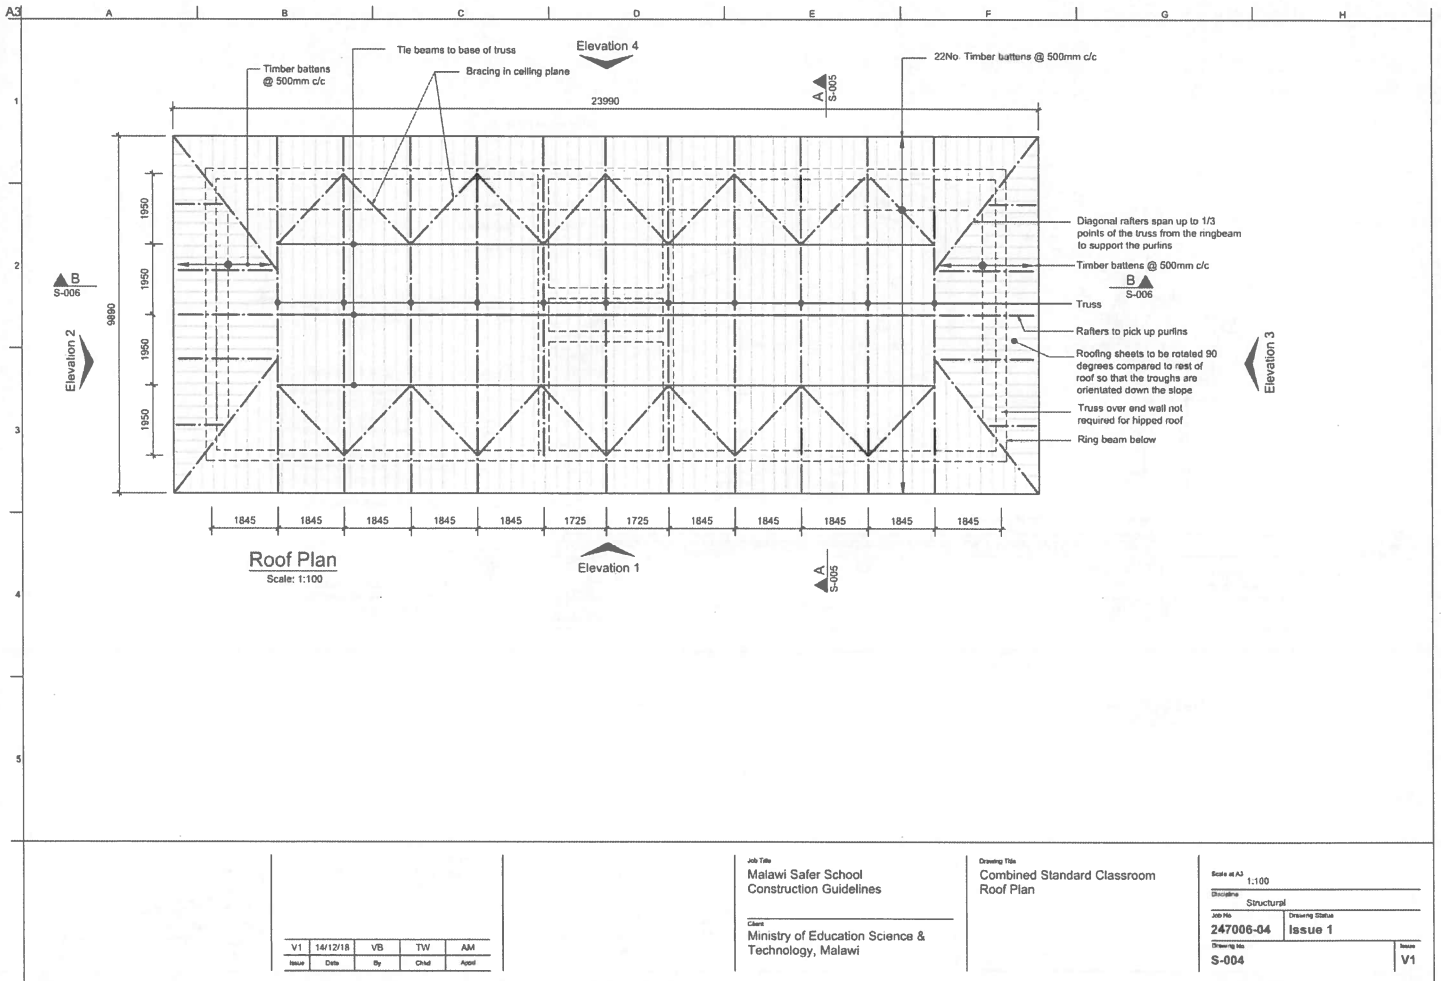 A3
A
B
C
D
E
F
G
H
1
2
3
4
5
Tie beams to base of truss
Elevation 4
Timber battens
@ 500mm c/c
Bracing in ceiling plane
A
S-005
22No. Timber battens @ 500mm c/c
23990
9890
1950
1950
1950
1950
B
S-006
Elevation 2
Diagonal rafters span up to 1/3
points of the truss from the ringbeam
to support the purlins
Timber battens @ 500mm c/c
B
S-006
Truss
Rafters to pick up purlins
Roofing sheets to be rotated 90
degrees compared to rest of
roof so that the troughs are
orientated down the slope
Truss over end wall not
required for hipped roof
Ring beam below
Elevation 3
1845
1845
1845
1845
1845
1725
1725
1845
1845
1845
1845
1845
Roof Plan
Scale: 1:100
Elevation 1
A
S-005
V1 14/12/18 VB TW AM
Issue Date By Chkd Appd
Job Title
Malawi Safer School
Construction Guidelines
Client
Ministry of Education Science &
Technology, Malawi
Drawing Title
Combined Standard Classroom
Roof Plan
Scale at A3
1:100
Discipline
Structural
Job No Drawing Status
247006-04 Issue 1
Drawing No Issue
S-004 V1